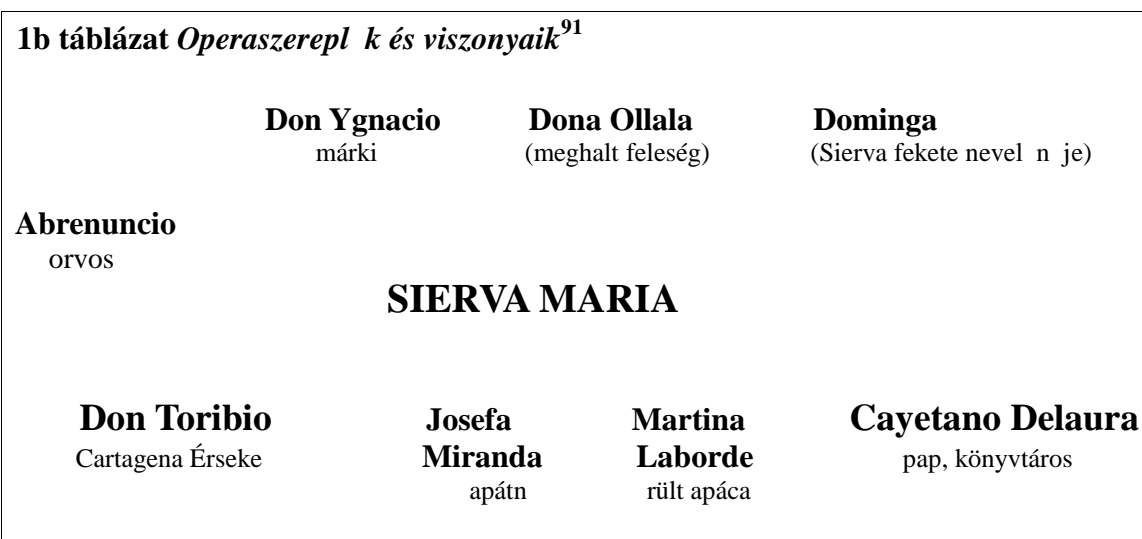 1b táblázat Operaszerepl k és viszonyaik91
Don Ygnacio Dona Ollala Dominga
márki (meghalt feleség) (Sierva fekete nevel n je)
Abrenuncio
orvos
SIERVA MARIA
Don Toribio Josefa Martina Cayetano Delaura
Cartagena Érseke Miranda Laborde pap, könyvtáros
apátn rült apáca